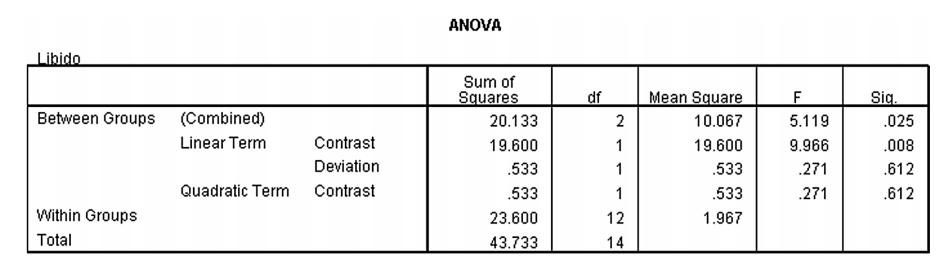 ANOVA
Libido
Sum of Squares df Mean Square F Sig.
Between Groups (Combined) 20.133 2 10.067 5.119 .025
Linear Term Contrast 19.600 1 19.600 9.966 .008
Deviation .533 1 .533 .271 .612
Quadratic Term Contrast .533 1 .533 .271 .612
Within Groups 23.600 12 1.967
Total 43.733 14